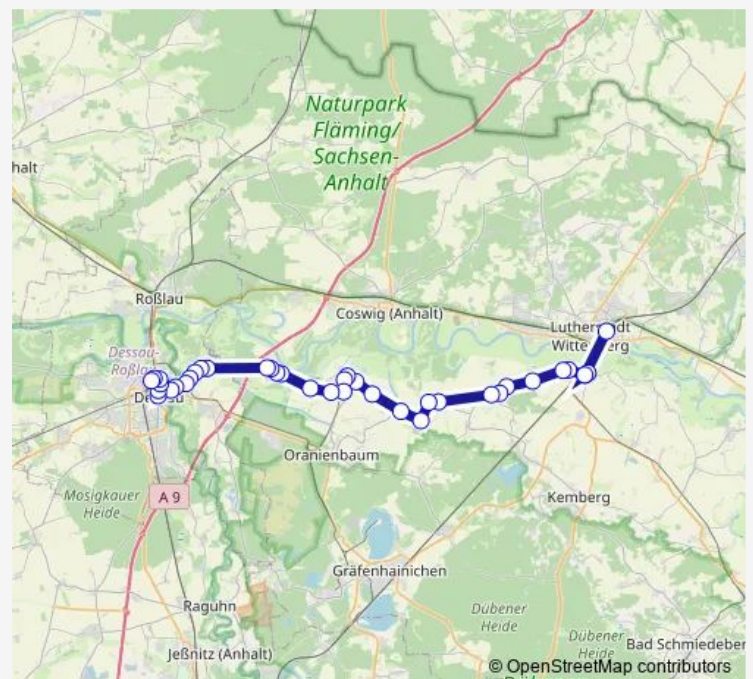 Naturpark
Fläming/
Sachsen-
Anhalt
halt
Roßlau
Coswig (Anhalt)
Dessau-
Roßlau
Oranienbaum
Mosigkauer
Heide
A 9
Kemberg
Gräfenhainichen
Raguhn
Dübener
Heide
Dübener
Heide
Bad Schmiedeber
Jeßnitz (Anhalt)
© OpenStreetMap contributors